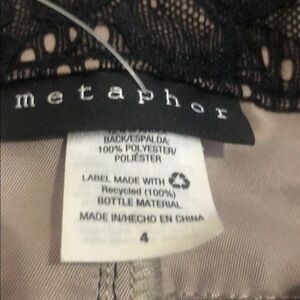 metaphor
BACK/ESPALDA:
100% POLYESTER/
POLIÉSTER
LABEL MADE WITH
Recycled (100%)
BOTTLE MATERIAL
MADE IN/HECHO EN CHINA
4